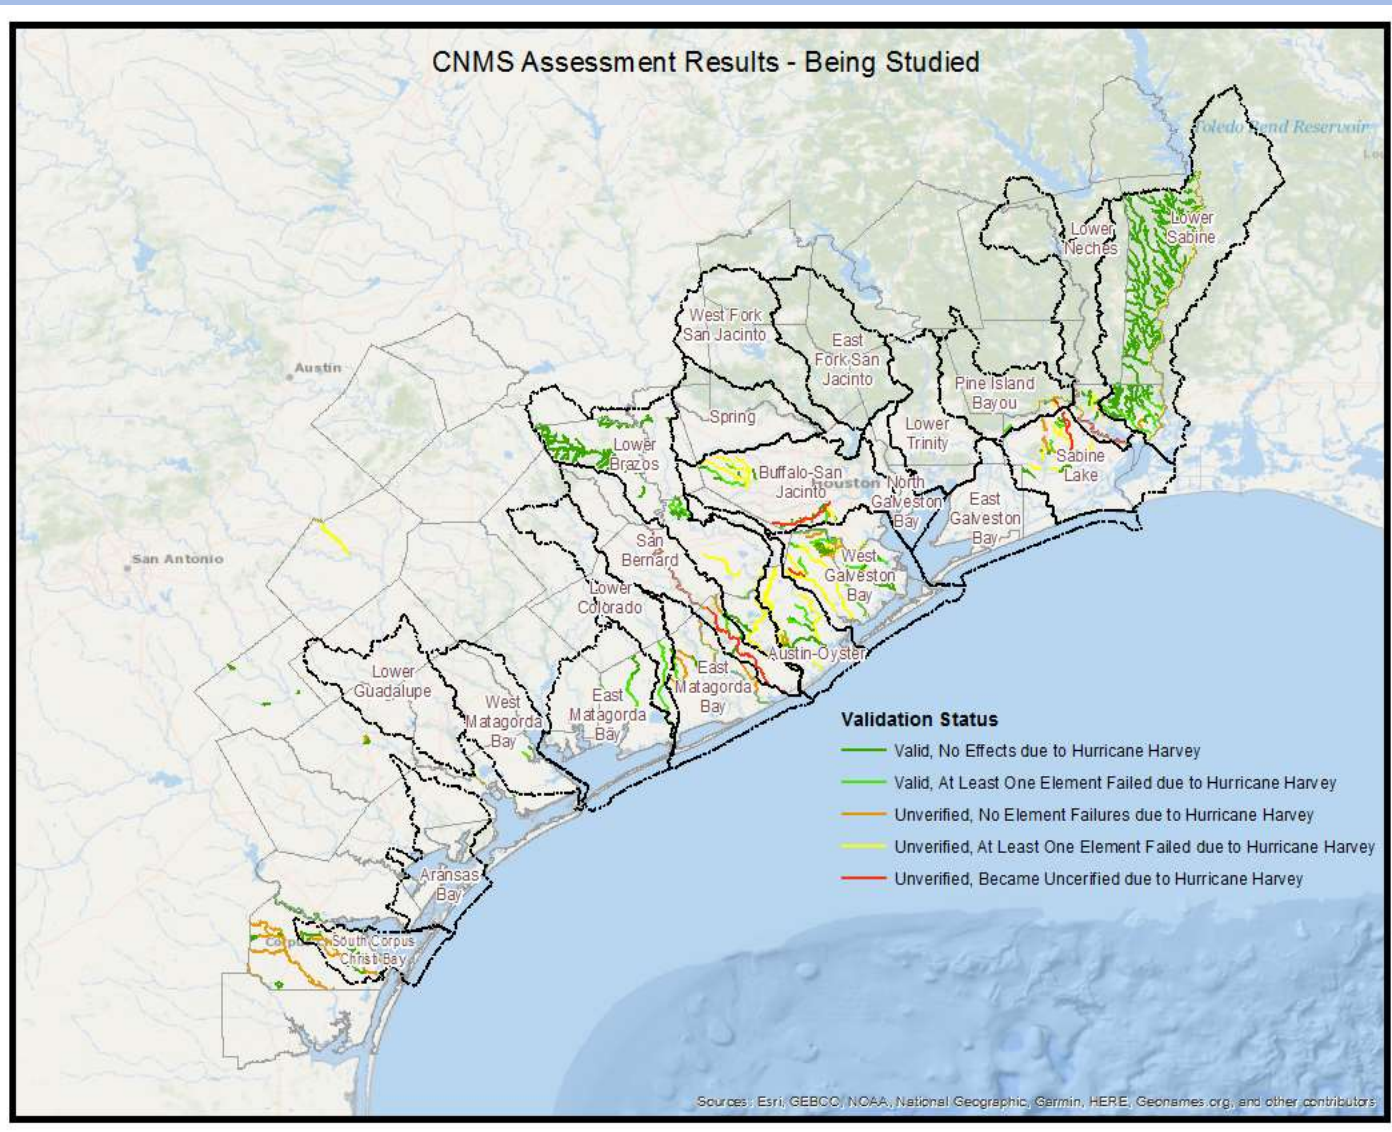 CNMS Assessment Results - Being Studied
Toledo Bend Reservoir
Lower
Sabine
Lower
Neches
West Fork
San Jacinto
East
Fork San
Jacinto
Austin
Pine Island
Bayou
Spring
Lower
Trinity
Lower
Brazos
Sabine
Lake
Buffalo-San
Jacinto
Houston
North
Galveston
Bay
East
Galveston
Bay
San Antonio
San
Bernard
West
Galveston
Bay
Lower
Colorado
Austin-Oyster
Lower
Guadalupe
East
Matagorda
Bay
West
Matagorda
Bay
East
Matagorda
Bay
Validation Status
Valid, No Effects due to Hurricane Harvey
Valid, At Least One Element Failed due to Hurricane Harvey
Unverified, No Element Failures due to Hurricane Harvey
Unverified, At Least One Element Failed due to Hurricane Harvey
Unverified, Became Uncerified due to Hurricane Harvey
Aransas
Bay
South Corpus
Christi Bay
Sources: Esri, GEBCO, NOAA, National Geographic, Garmin, HERE, Geonames.org, and other contributors